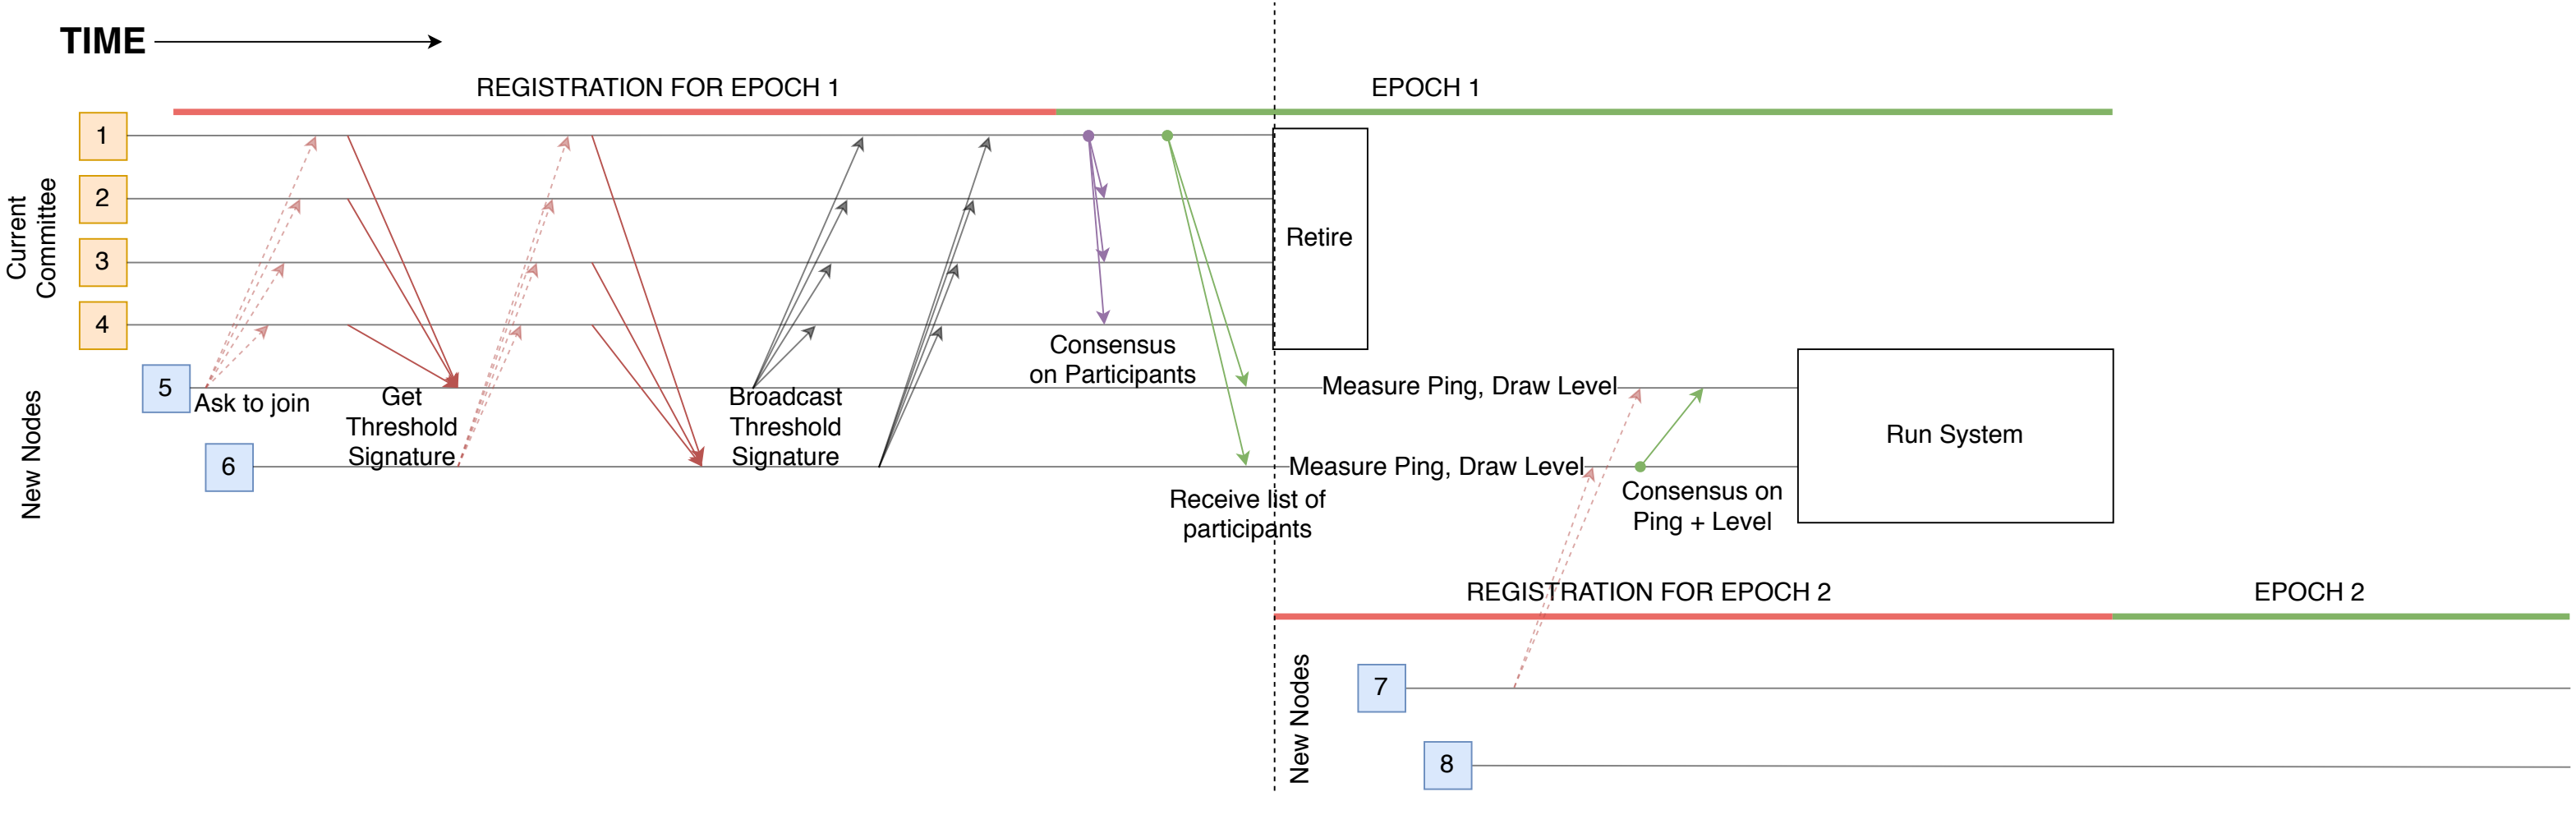 TIME
REGISTRATION FOR EPOCH 1
EPOCH 1
Current
Committee
1
2
3
4
Retire
New Nodes
5
6
Ask to join
Get
Threshold
Signature
Broadcast
Threshold
Signature
Consensus
on Participants
Receive list of
participants
Measure Ping, Draw Level
Measure Ping, Draw Level
Consensus on
Ping + Level
Run System
REGISTRATION FOR EPOCH 2
EPOCH 2
New Nodes
7
8